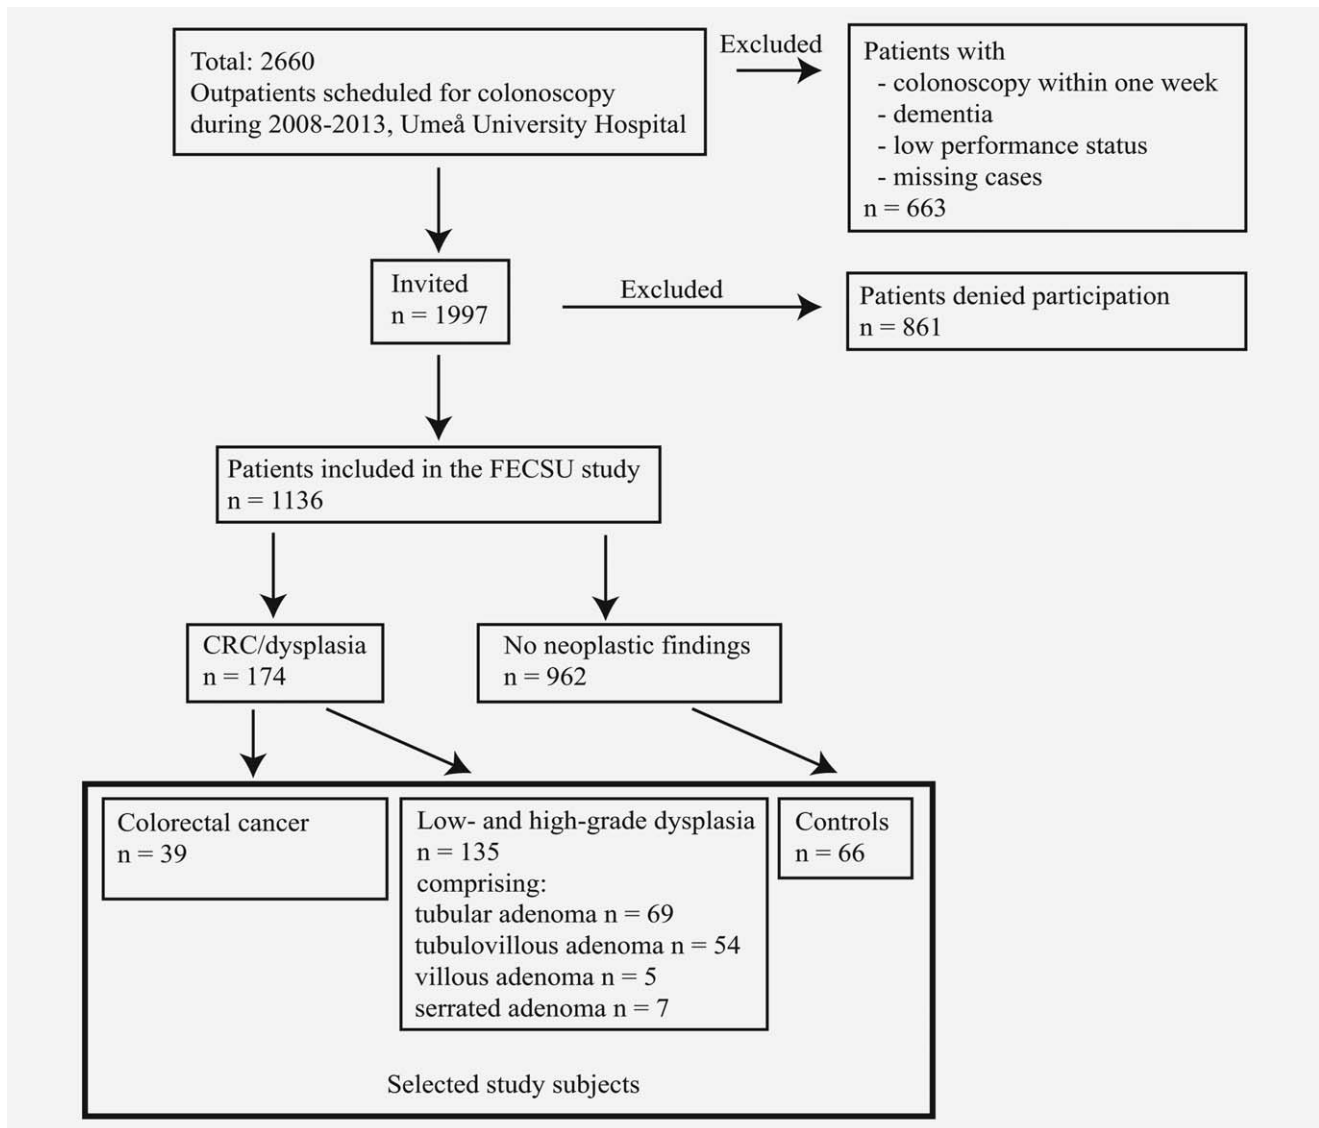 Total: 2660
Outpatients scheduled for colonoscopy
during 2008-2013, Umeå University Hospital
Excluded
Patients with
- colonoscopy within one week
- dementia
- low performance status
- missing cases
n = 663
Invited
n = 1997
Excluded
Patients denied participation
n = 861
Patients included in the FECSU study
n = 1136
CRC/dysplasia
n = 174
No neoplastic findings
n = 962
Colorectal cancer
n = 39
Low- and high-grade dysplasia
n = 135
comprising:
tubular adenoma n = 69
tubulovillous adenoma n = 54
villous adenoma n = 5
serrated adenoma n = 7
Controls
n = 66
Selected study subjects